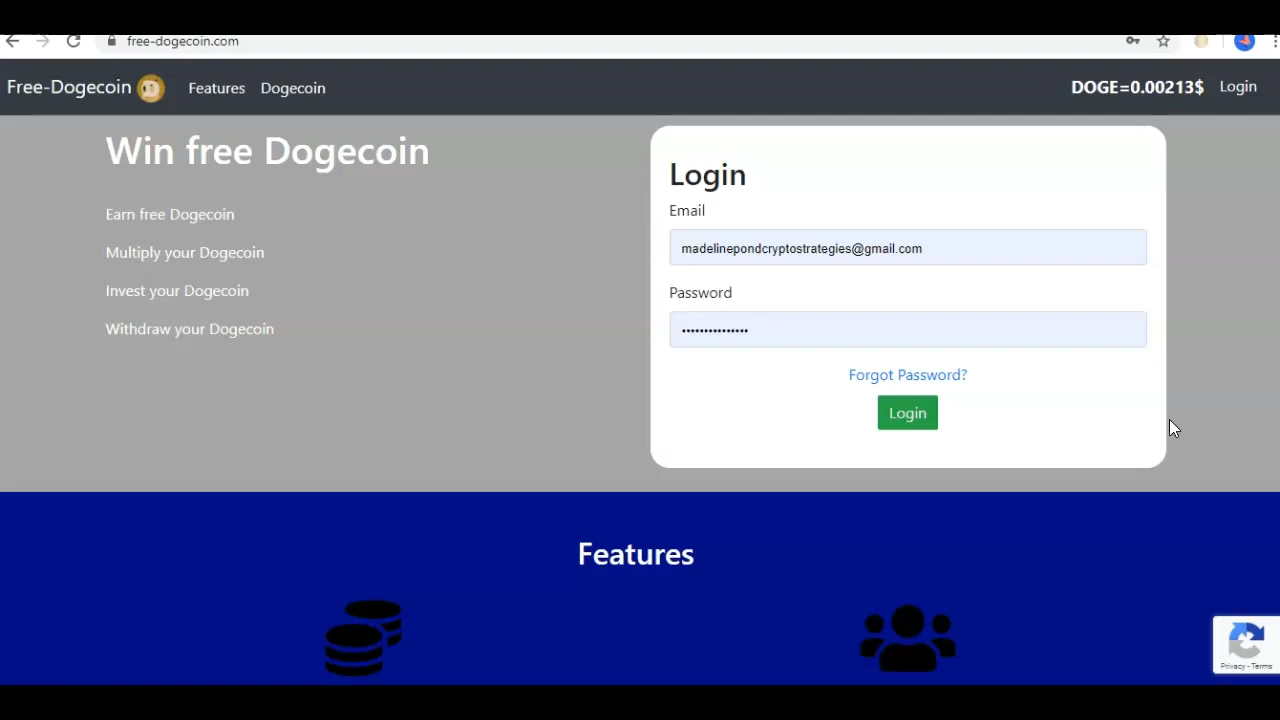 free-dogecoin.com
Free-Dogecoin Features Dogecoin DOGE=0.00213$ Login
Win free Dogecoin
Earn free Dogecoin
Multiply your Dogecoin
Invest your Dogecoin
Withdraw your Dogecoin
Login
Email
madelinepondcryptostrategies@gmail.com
Password
Forgot Password?
Login
Features
Privacy - Terms